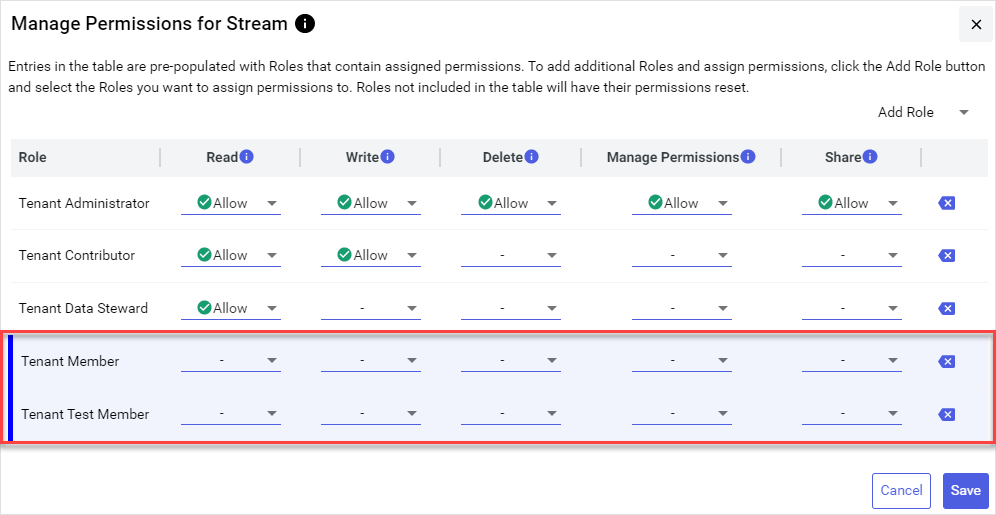 Manage Permissions for Stream i
Entries in the table are pre-populated with Roles that contain assigned permissions. To add additional Roles and assign permissions, click the Add Role button
and select the Roles you want to assign permissions to. Roles not included in the table will have their permissions reset.
Add Role
Role Read i Write i Delete i Manage Permissions i Share i
Tenant Administrator Allow Allow Allow Allow Allow
Tenant Contributor Allow Allow - - -
Tenant Data Steward Allow - - - -
Tenant Member - - - - -
Tenant Test Member - - - - -
Cancel Save